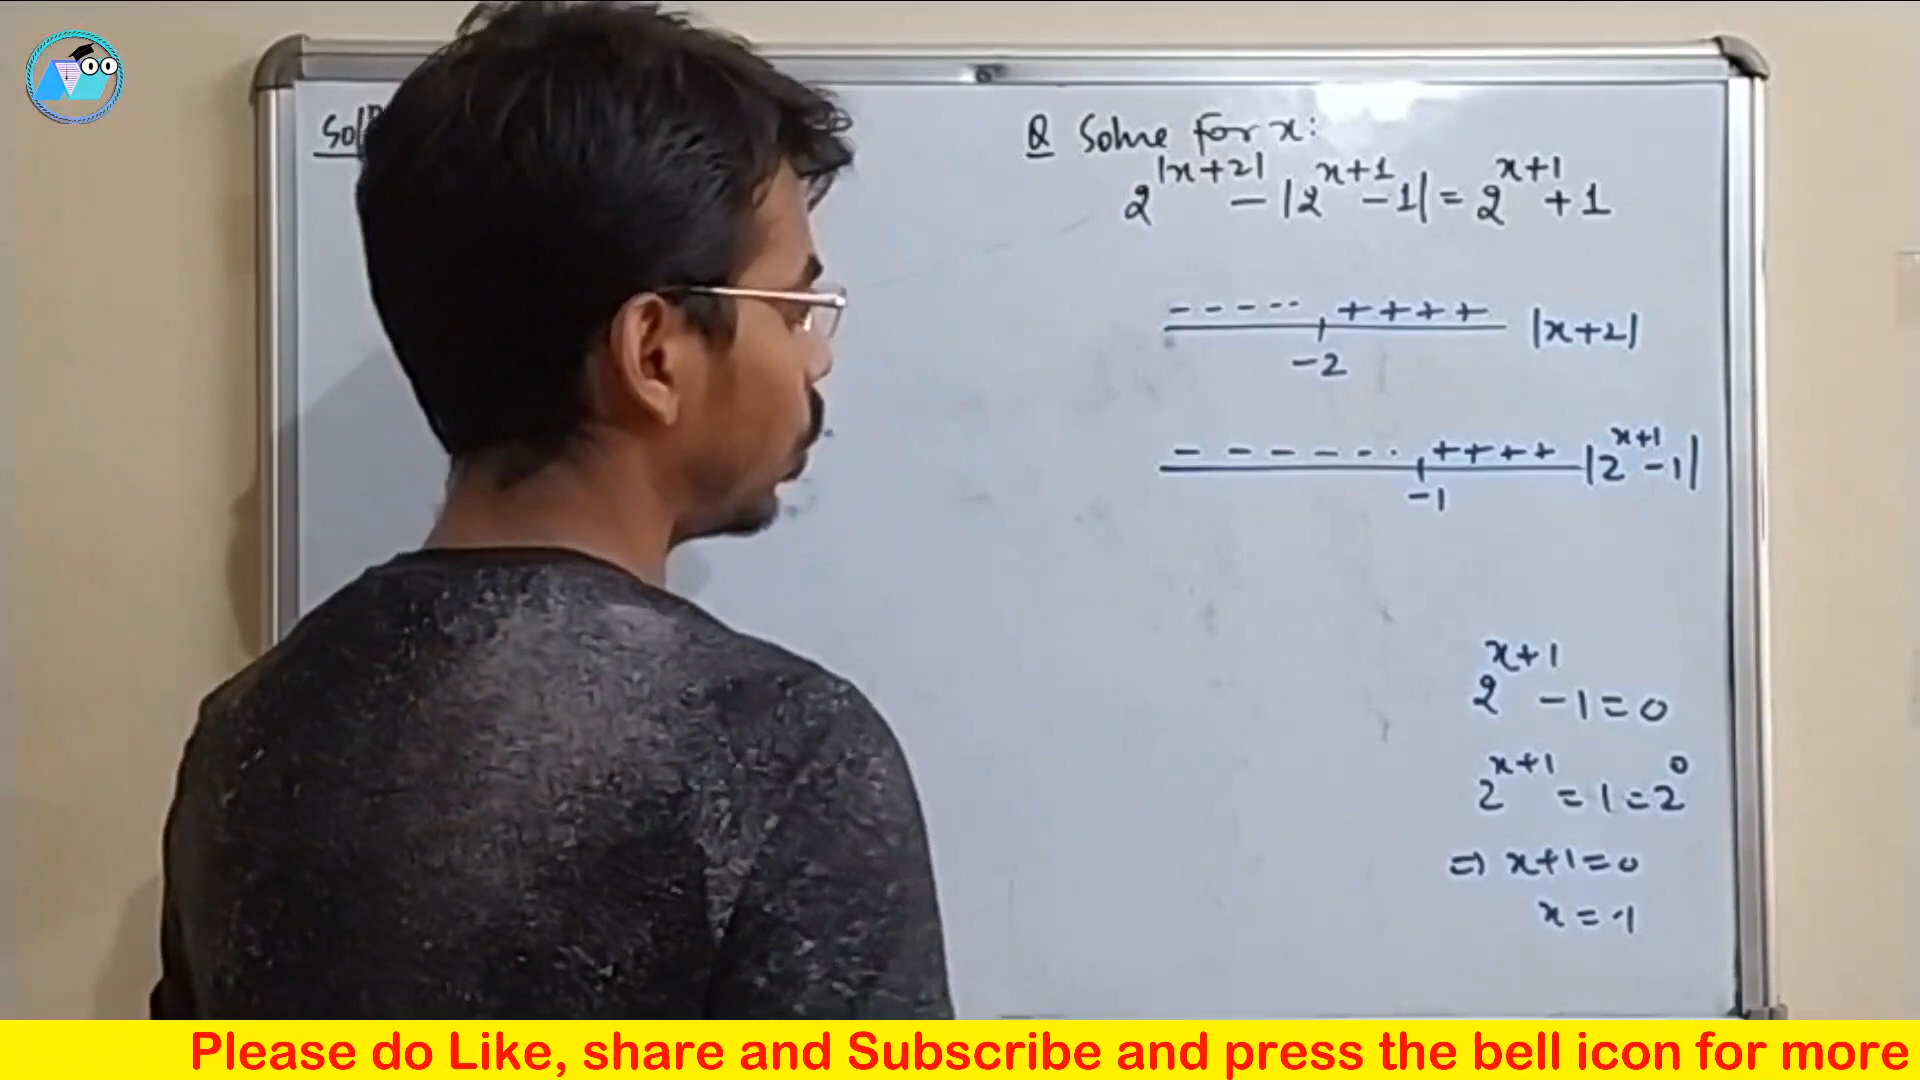 Sol
Q Solve for x:
2^|x+2| - |2^(x+1) - 1| = 2^(x+1) + 1
- - - - - + + + + |x+2|
-2
- - - - - - + + + + |2^(x+1) - 1|
-1
2^(x+1) - 1 = 0
2^(x+1) = 1 = 2^0
⇒ x+1=0
x = -1
Please do Like, share and Subscribe and press the bell icon for more